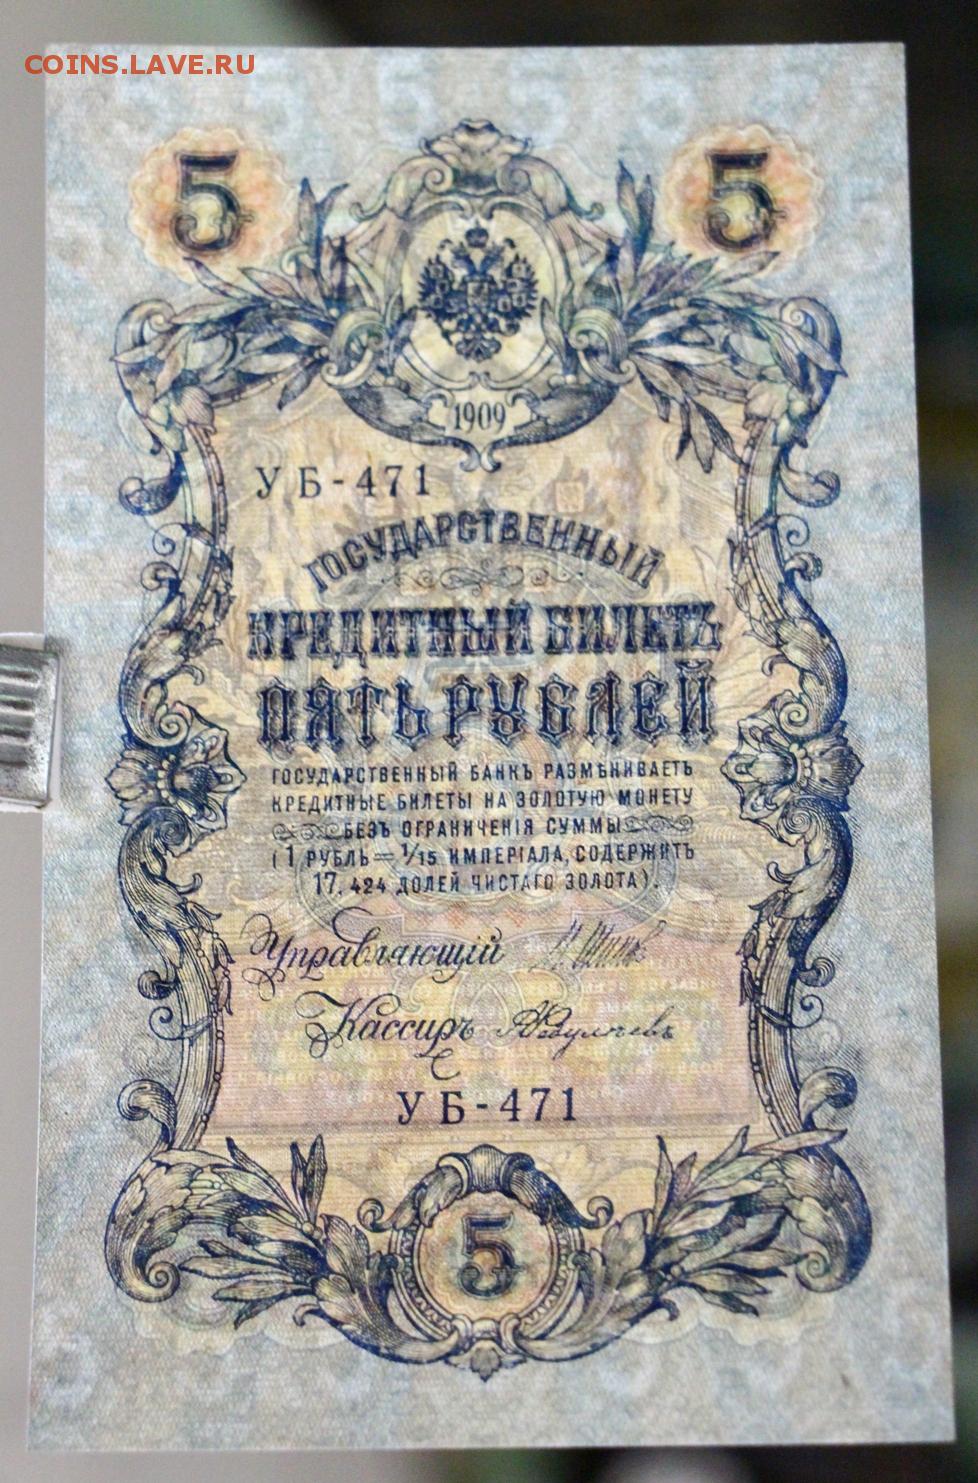 COINS.LAVE.RU
5 5
1909
УБ-471
ГОСУДАРСТВЕННЫЙ
КРЕДИТНЫЙ БИЛЕТЪ
ПЯТЬ РУБЛЕЙ
ГОСУДАРСТВЕННЫЙ БАНКЪ РАЗМѢНИВАЕТЪ
КРЕДИТНЫЕ БИЛЕТЫ НА ЗОЛОТУЮ МОНЕТУ
БЕЗЪ ОГРАНИЧЕНІЯ СУММЫ
(1 РУБЛЬ = 1/15 ИМПЕРІАЛА, СОДЕРЖИТЪ
17,424 ДОЛЕЙ ЧИСТАГО ЗОЛОТА).
Управляющій
Кассиръ
УБ-471
5